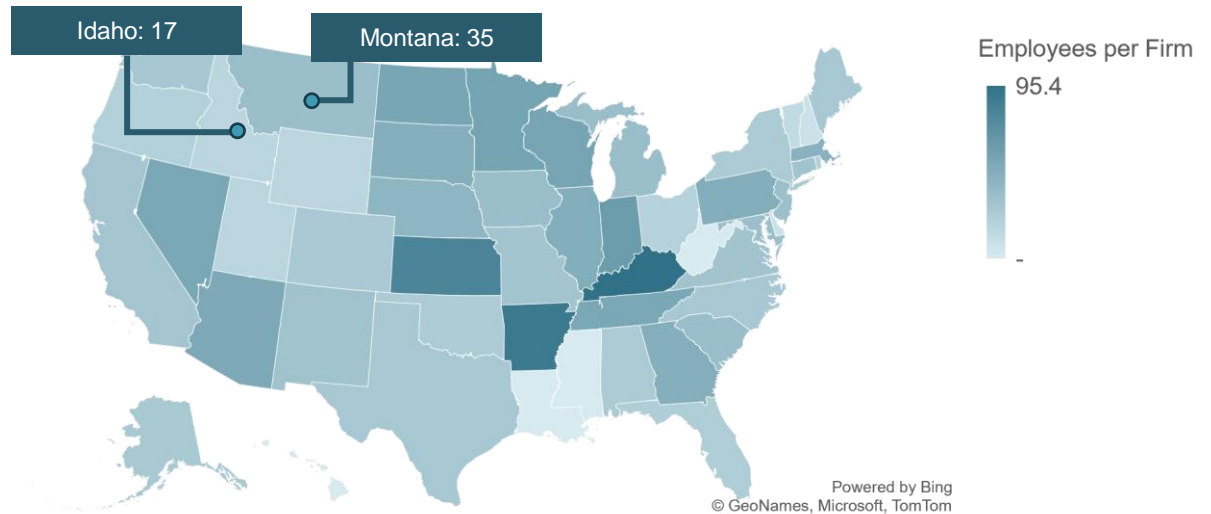 Idaho: 17
Montana: 35
Employees per Firm
95.4
-
Powered by Bing
© GeoNames, Microsoft, TomTom